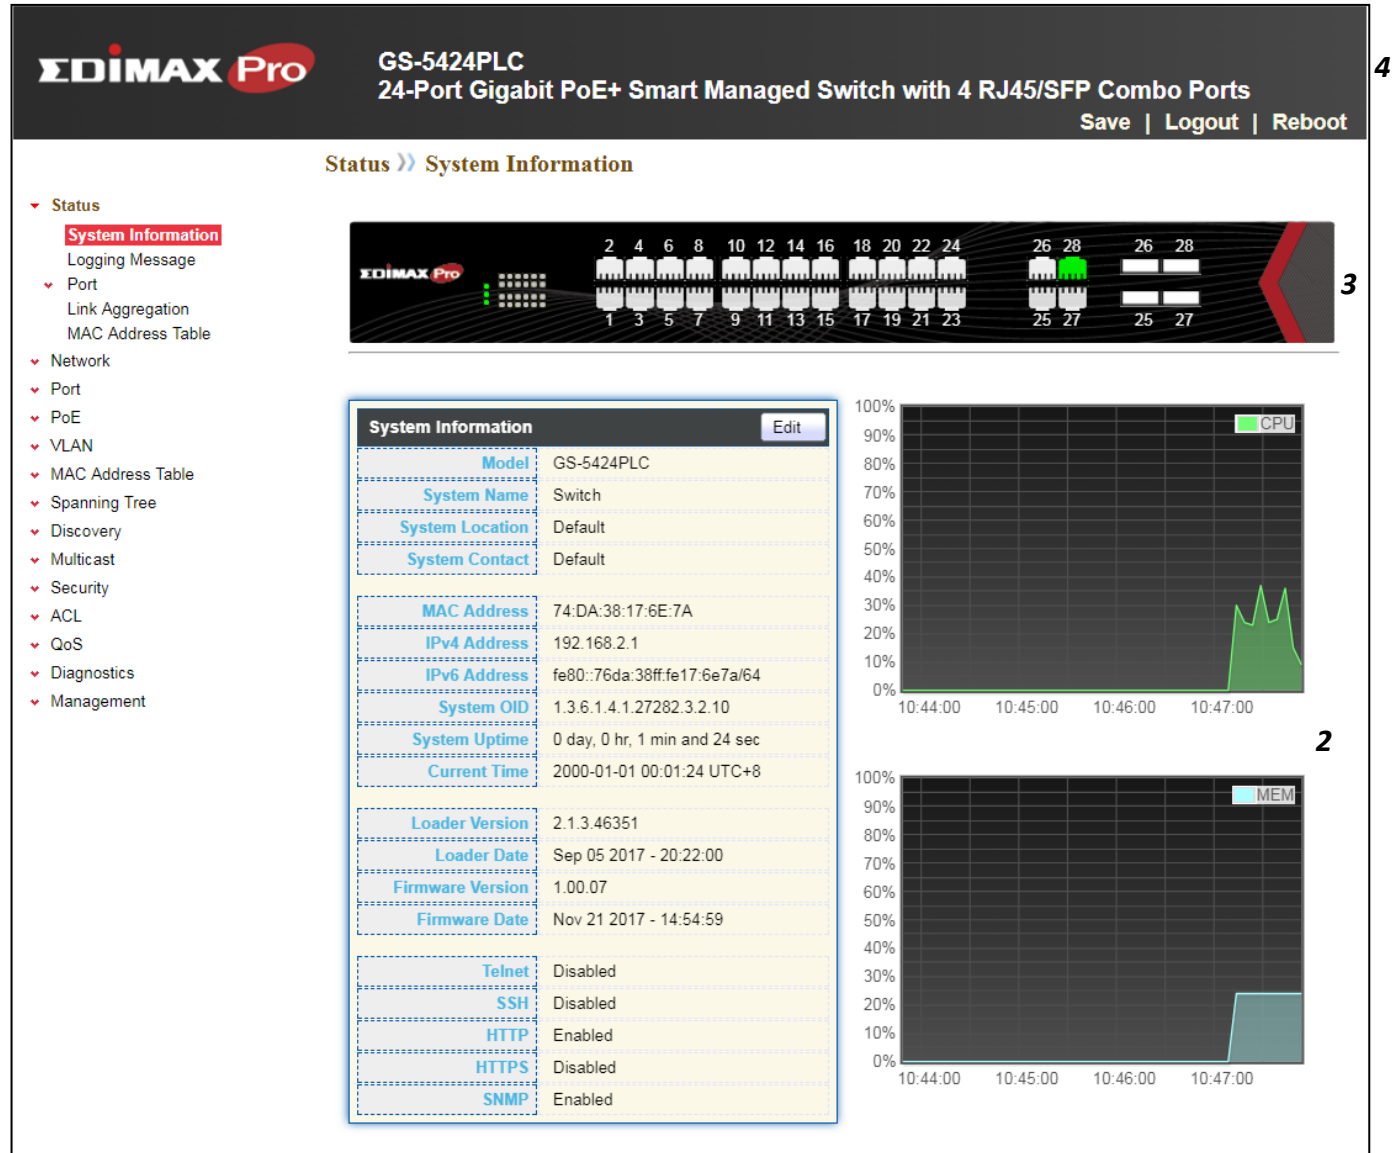 EDIMAX Pro
GS-5424PLC
24-Port Gigabit PoE+ Smart Managed Switch with 4 RJ45/SFP Combo Ports
4
Save | Logout | Reboot
Status » System Information
Status
System Information
Logging Message
Port
Link Aggregation
MAC Address Table
Network
Port
PoE
VLAN
MAC Address Table
Spanning Tree
Discovery
Multicast
Security
ACL
QoS
Diagnostics
Management
2 4 6 8 10 12 14 16 18 20 22 24 26 28 26 28
EDIMAX Pro
3
1 3 5 7 9 11 13 15 17 19 21 23 25 27 25 27
System Information Edit
Model GS-5424PLC
System Name Switch
System Location Default
System Contact Default
MAC Address 74:DA:38:17:6E:7A
IPv4 Address 192.168.2.1
IPv6 Address fe80::76da:38ff:fe17:6e7a/64
System OID 1.3.6.1.4.1.27282.3.2.10
System Uptime 0 day, 0 hr, 1 min and 24 sec
Current Time 2000-01-01 00:01:24 UTC+8
Loader Version 2.1.3.46351
Loader Date Sep 05 2017 - 20:22:00
Firmware Version 1.00.07
Firmware Date Nov 21 2017 - 14:54:59
Telnet Disabled
SSH Disabled
HTTP Enabled
HTTPS Disabled
SNMP Enabled
100%
CPU
90%
80%
70%
60%
50%
40%
30%
20%
10%
0%
10:44:00 10:45:00 10:46:00 10:47:00
2
100%
MEM
90%
80%
70%
60%
50%
40%
30%
20%
10%
0%
10:44:00 10:45:00 10:46:00 10:47:00